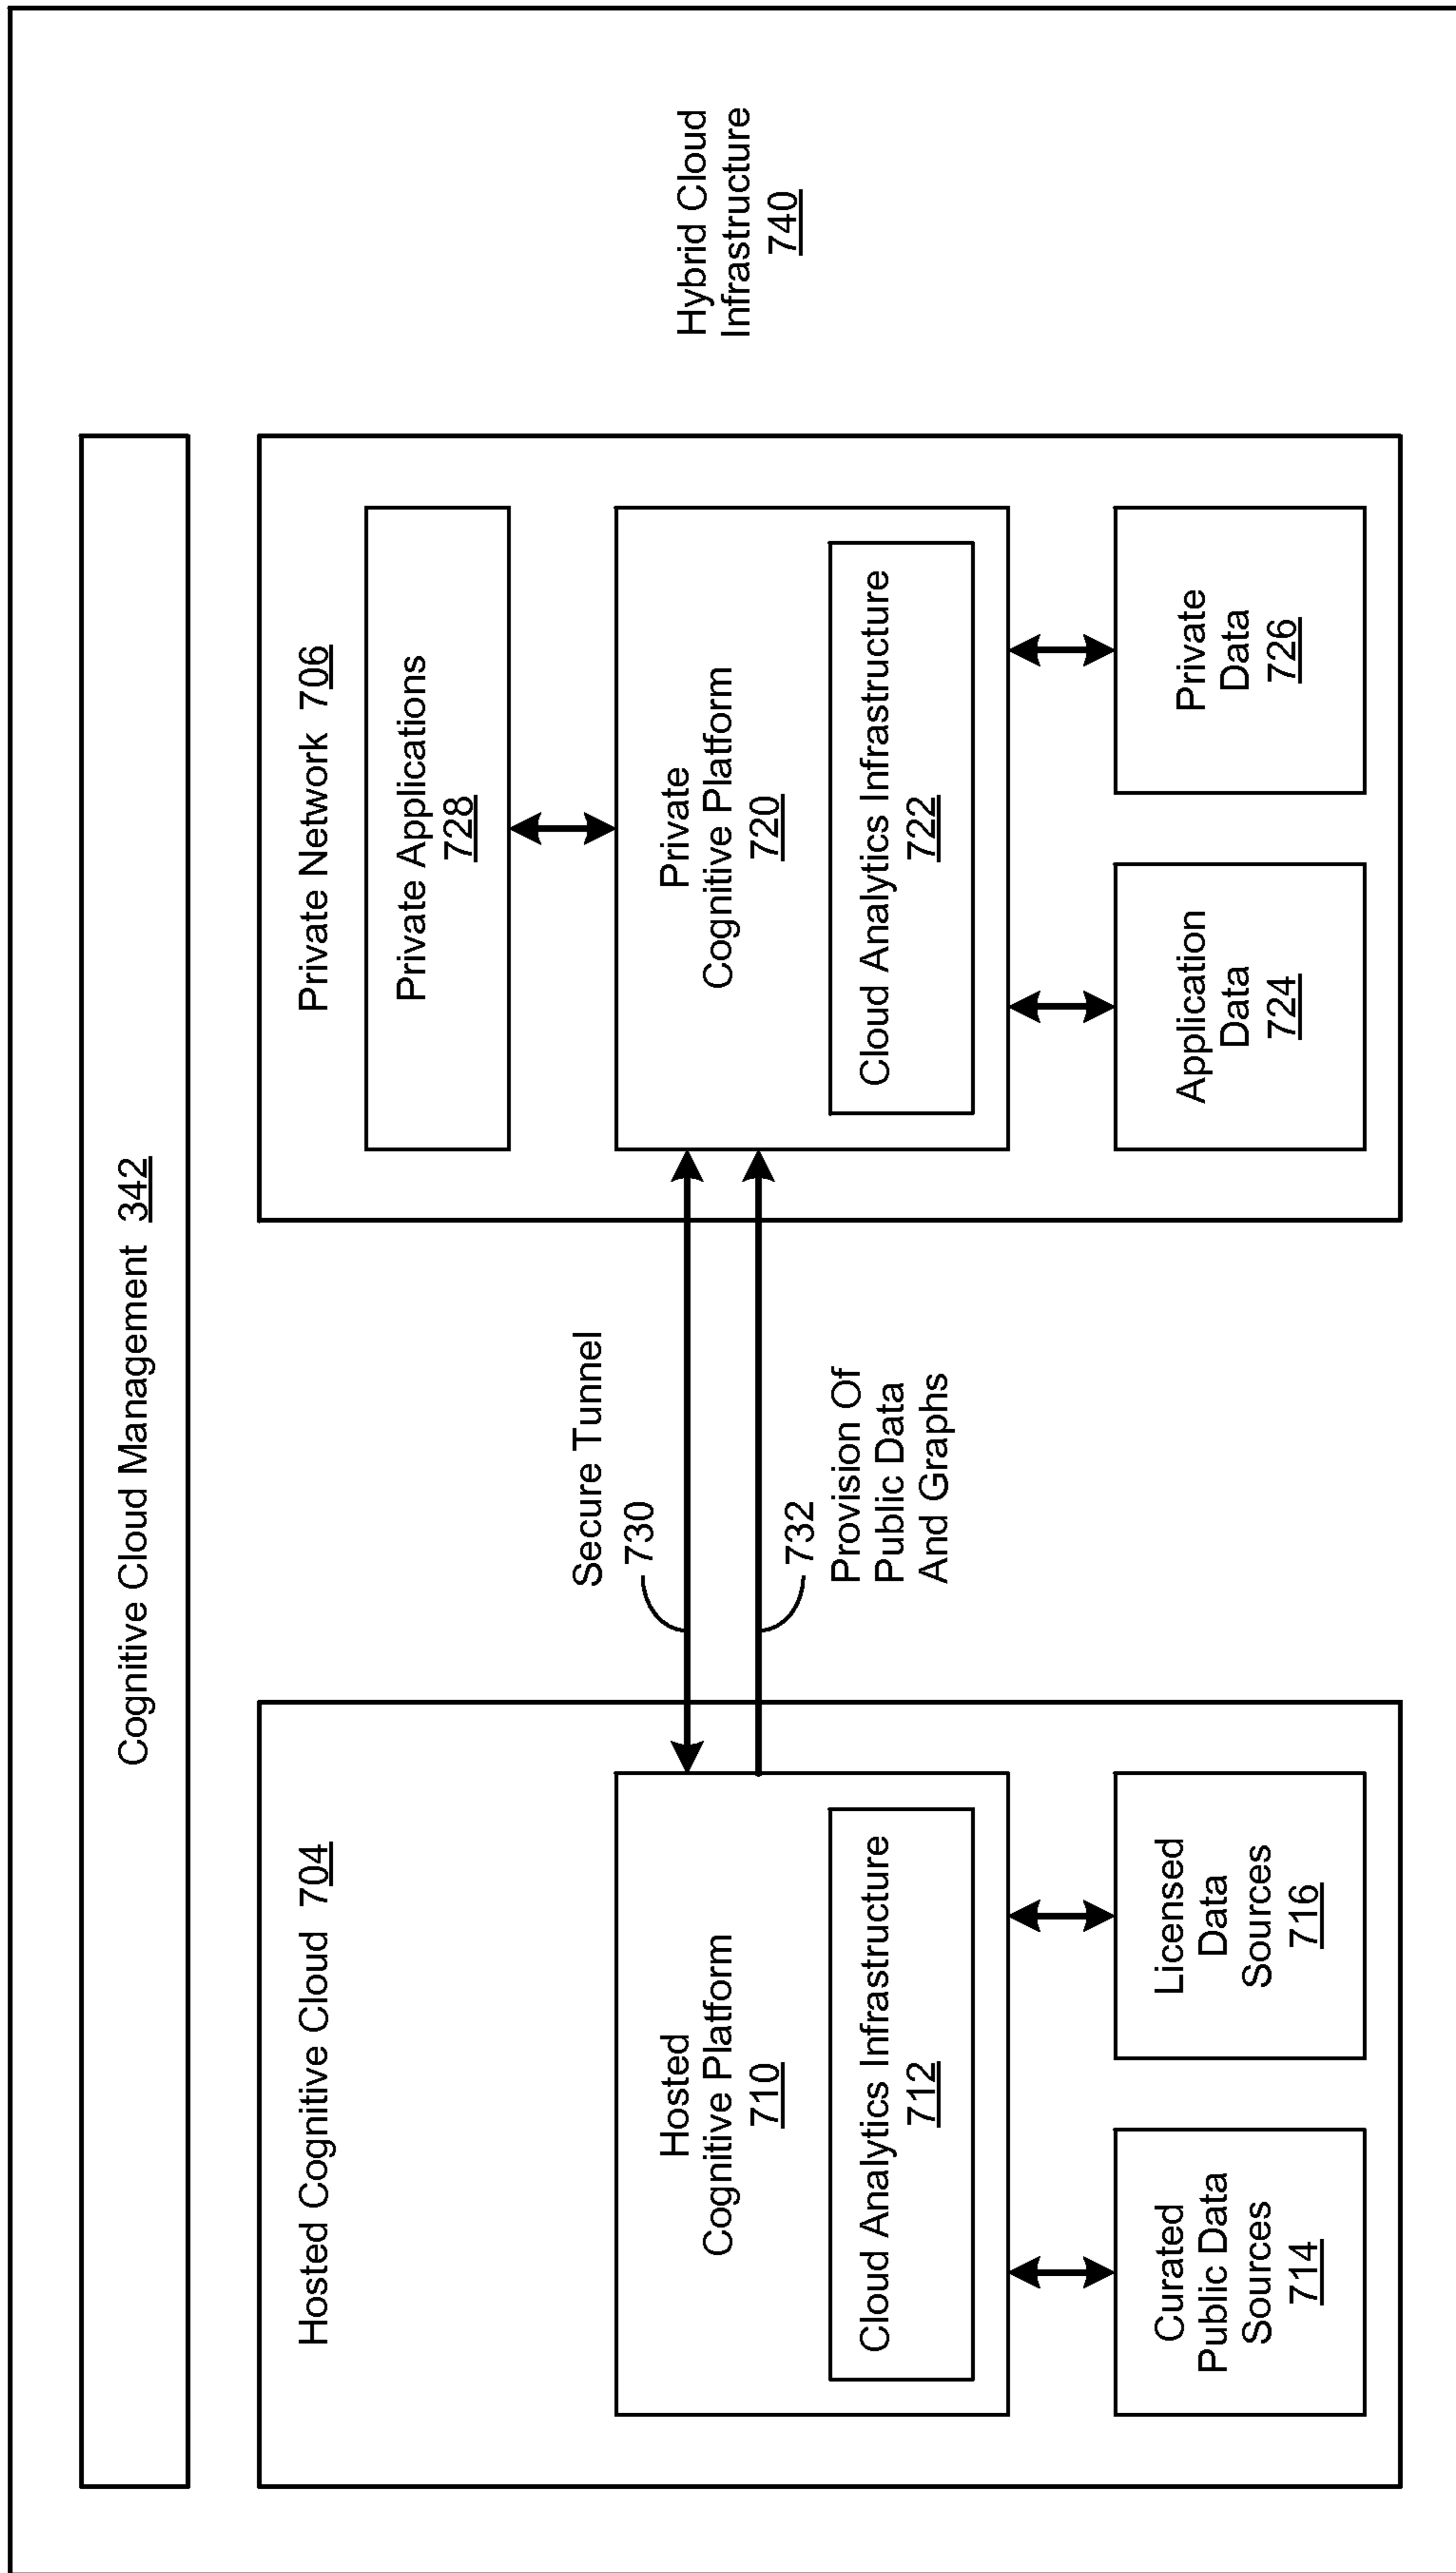 Cognitive Cloud Management 342
Hosted Cognitive Cloud 704
Hosted
Cognitive Platform
710
Cloud Analytics Infrastructure
712
Curated
Public Data
Sources
714
Licensed
Data
Sources
716
Secure Tunnel
730
732
Provision Of
Public Data
And Graphs
Private Network 706
Private Applications
728
Private
Cognitive Platform
720
Cloud Analytics Infrastructure
722
Application
Data
724
Private
Data
726
Hybrid Cloud
Infrastructure
740